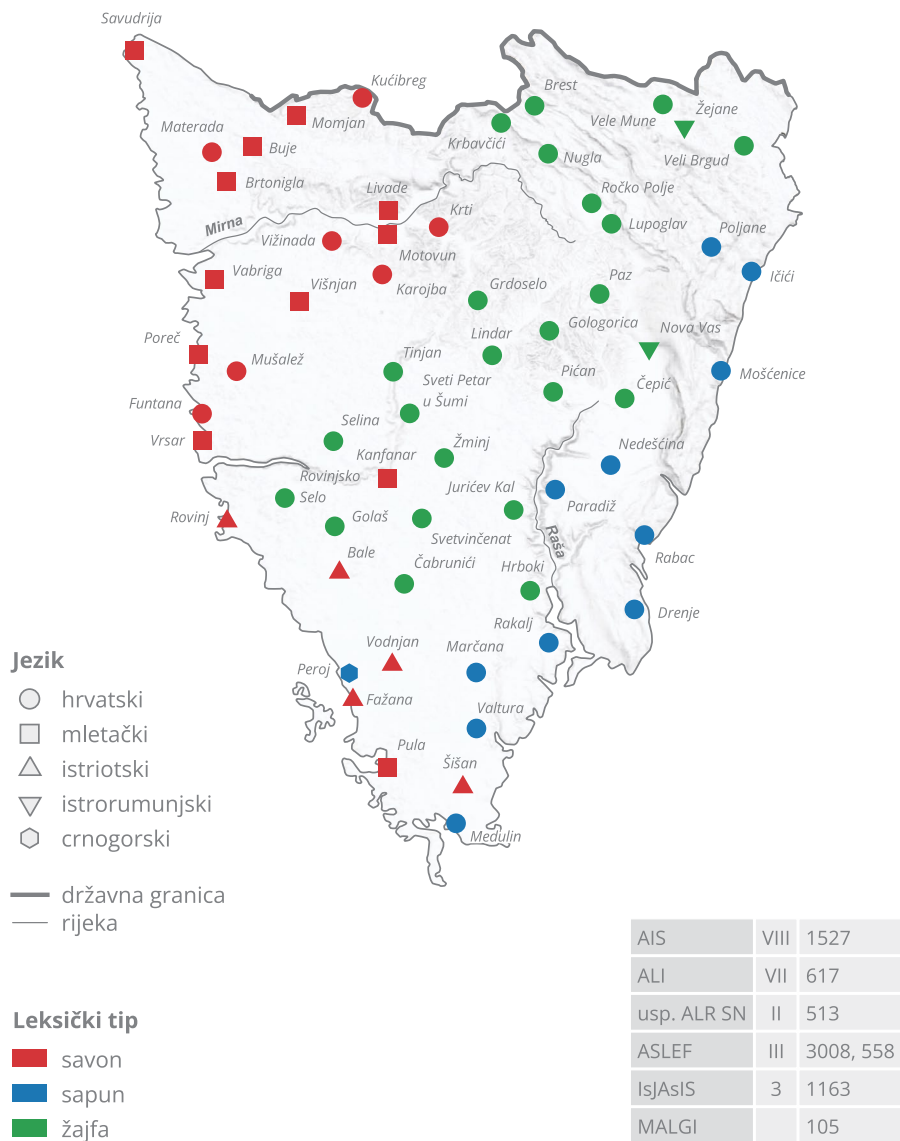 Savudrija
Kućibreg
Brest
Momjan
Materada
Vele Mune
Žejane
Buje
Krbavčići
Nugla
Veli Brgud
Brtonigla
Livade
Ročko Polje
Krti
Mirna
Lupoglav
Poljane
Vižinada
Motovun
Vabriga
Ičići
Višnjan
Karojba
Grdoselo
Paz
Gologorica
Nova Vas
Poreč
Lindar
Mušalež
Tinjan
Pićan
Mošćenice
Sveti Petar
u Šumi
Čepić
Funtana
Selina
Vrsar
Žminj
Nedešćina
Kanfanar
Rovinjsko
Selo
Jurićev Kal
Paradiž
Rovinj
Golaš
Svetvinčenat
Raša
Bale
Čabrunići
Hrboki
Rabac
Drenje
Rakalj
Vodnjan
Marčana
Peroj
Fažana
Valtura
Pula
Šišan
Medulin
Jezik
hrvatski
mletački
istriotski
istrorumunjski
crnogorski
državna granica
rijeka
Leksički tip
savon
sapun
žajfa
AIS VIII 1527
ALI VII 617
usp. ALR SN II 513
ASLEF III 3008, 558
IsJAsIS 3 1163
MALGI 105